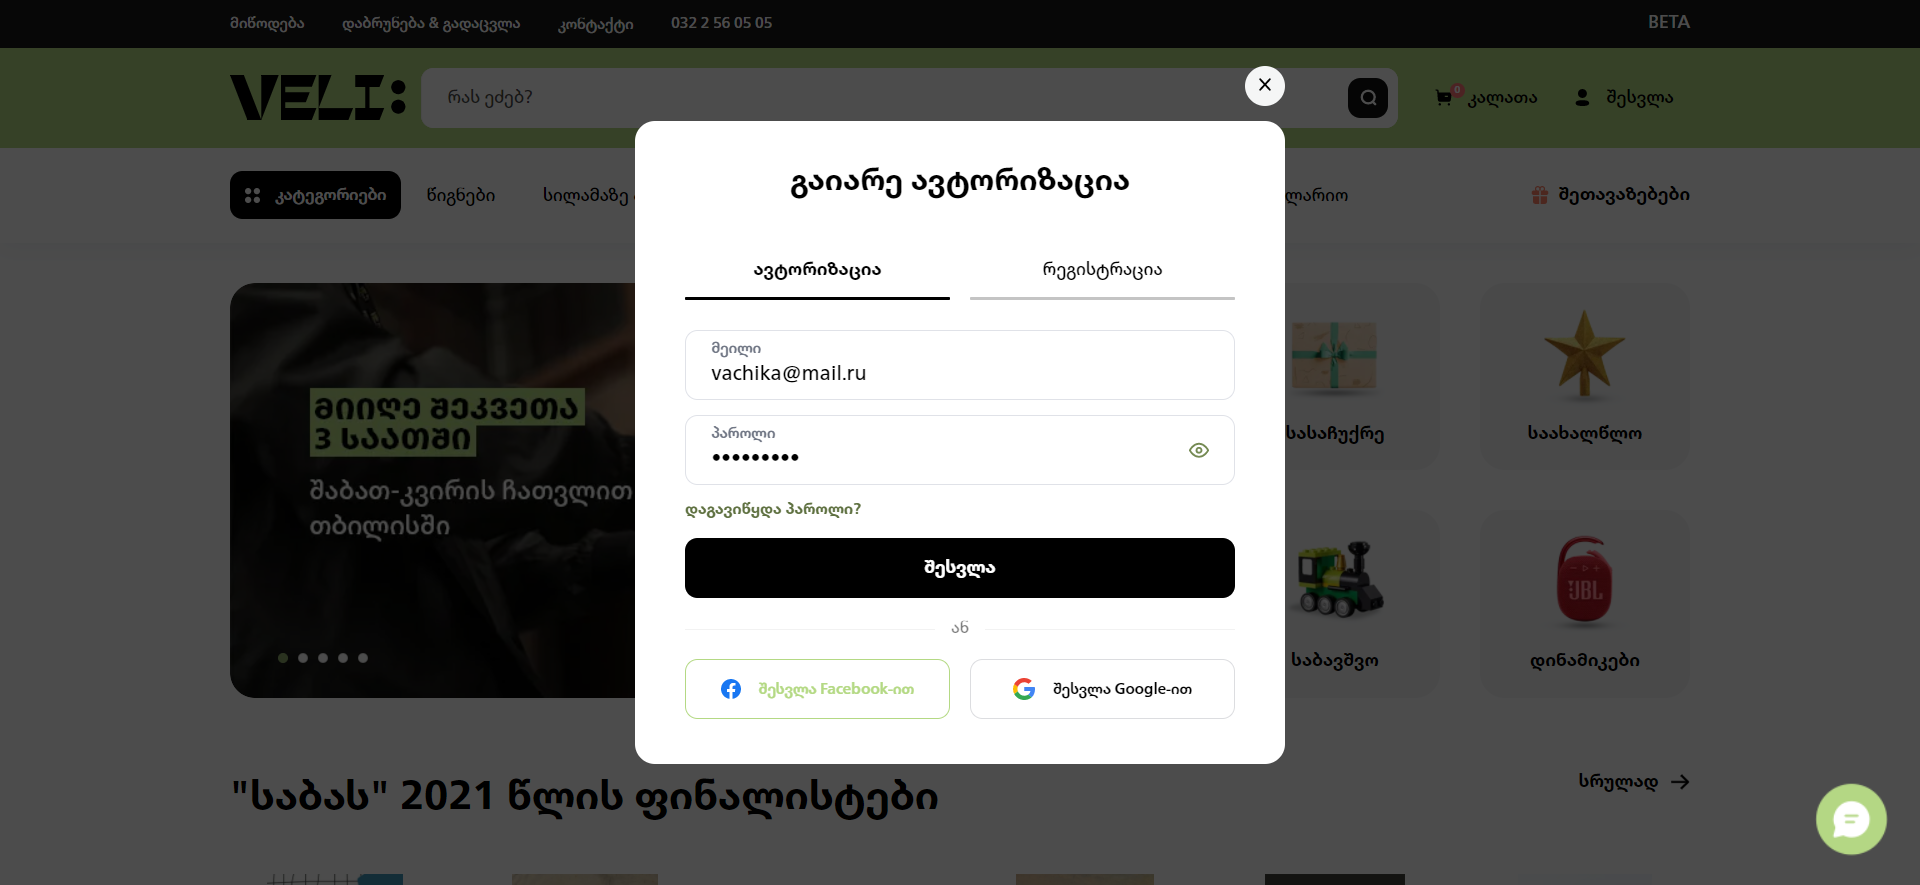 მიწოდება
დაბრუნება & გადაცვლა
კონტაქტი
032 2 56 05 05
BETA
VELI:
რას ეძებ?
0
კალათა
შესვლა
კატეგორიები
წიგნები
სილამაზე
ლარიო
შეთავაზებები
გაიარე ავტორიზაცია
ავტორიზაცია
რეგისტრაცია
მეილი
vachika@mail.ru
პაროლი
•••••••••
დაგავიწყდა პაროლი?
შესვლა
ან
შესვლა Facebook-ით
შესვლა Google-ით
მიიღე შეკვეთა
3 საათში
შაბათ-კვირის ჩათვლით
თბილისში
სასაჩუქრე
საახალწლო
JBL
საბავშვო
დინამიკები
"საბას" 2021 წლის ფინალისტები
სრულად